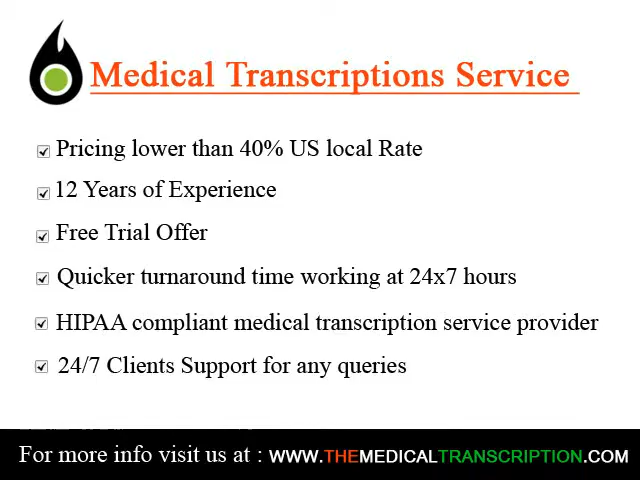 Medical Transcriptions Service
Pricing lower than 40% US local Rate
12 Years of Experience
Free Trial Offer
Quicker turnaround time working at 24x7 hours
HIPAA compliant medical transcription service provider
24/7 Clients Support for any queries
For more info visit us at : WWW.THEMEDICALTRANSCRIPTION.COM